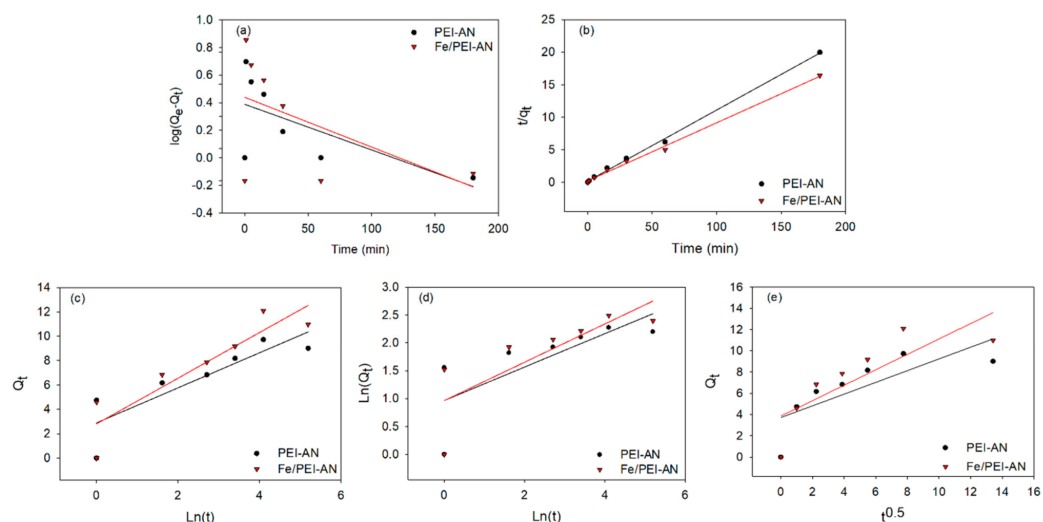 (a)
PEI-AN
Fe/PEI-AN
1.0
0.8
0.6
0.4
0.2
0.0
-0.2
-0.4
log(Qe-Qt)
0 50 100 150 200
Time (min)
(b)
25
20
15
10
5
0
t/qt
PEI-AN
Fe/PEI-AN
0 50 100 150 200
Time (min)
(c)
14
12
10
8
6
4
2
0
Qt
PEI-AN
Fe/PEI-AN
0 2 4 6
Ln(t)
(d)
3.0
2.5
2.0
1.5
1.0
0.5
0.0
Ln(Qt)
PEI-AN
Fe/PEI-AN
0 2 4 6
Ln(t)
(e)
16
14
12
10
8
6
4
2
0
Qt
PEI-AN
Fe/PEI-AN
0 2 4 6 8 10 12 14 16
t^0.5